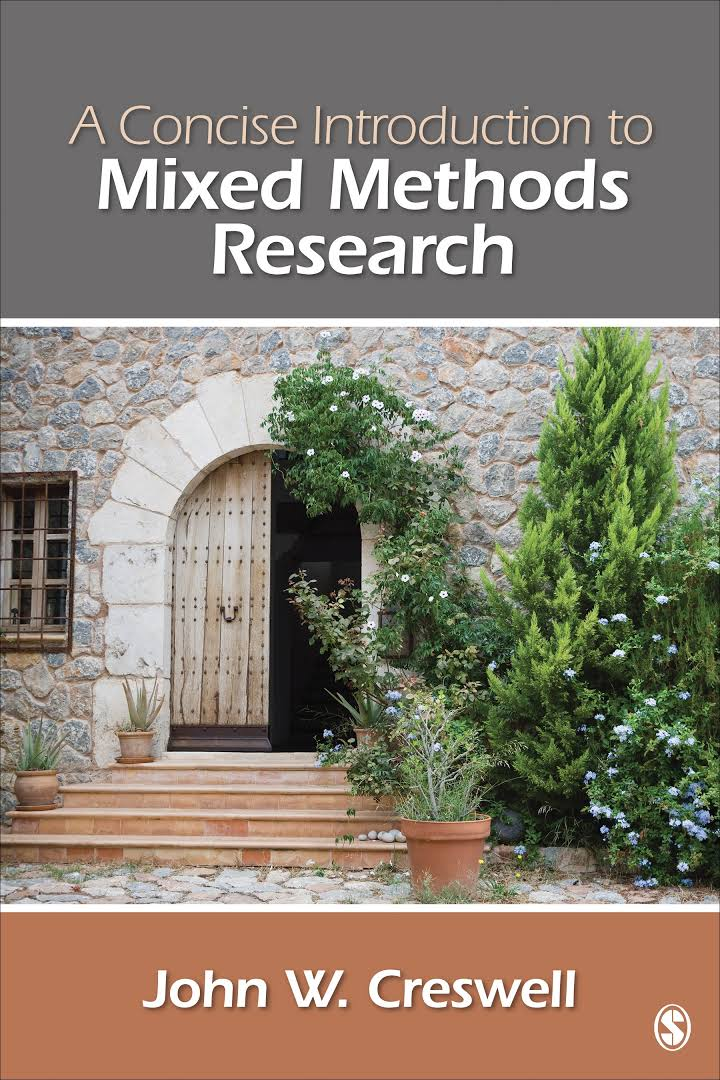 A Concise Introduction to
Mixed Methods
Research
John W. Creswell
S